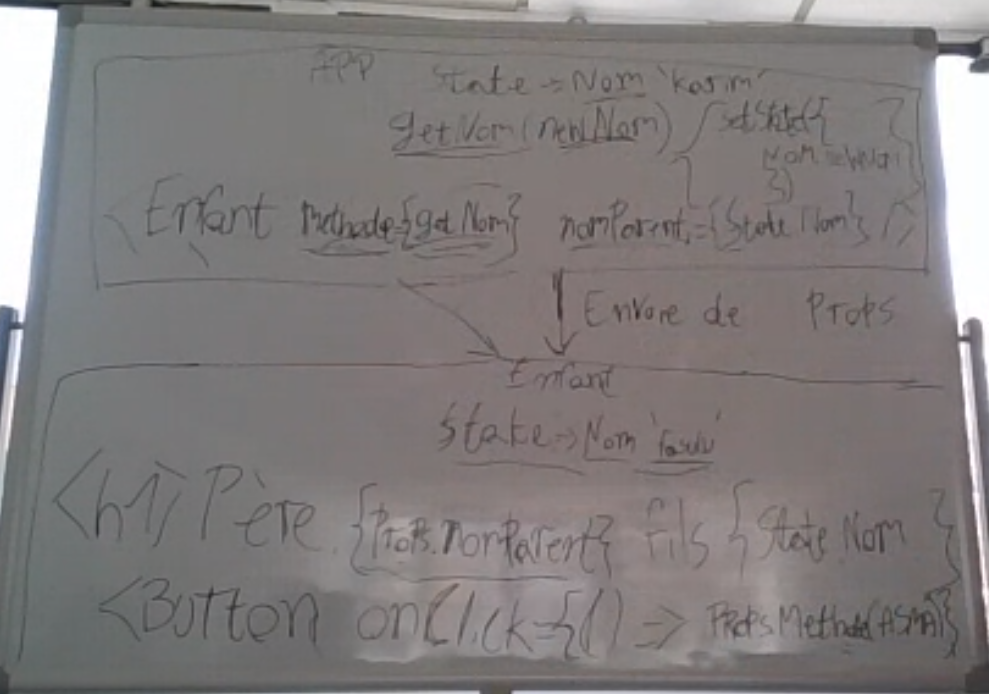 APP State => Nom 'Karim'
getNom(newNom) { setState({
Nom: newNom
})
}
<Enfant Methode={getNom} nomParent={State Nom} />
Envoie de Props
Enfant
State => Nom
<h1> Père {Props.nomParent} fils {State.Nom}
<Button onClick={() => Props.Methode(ASMA)}